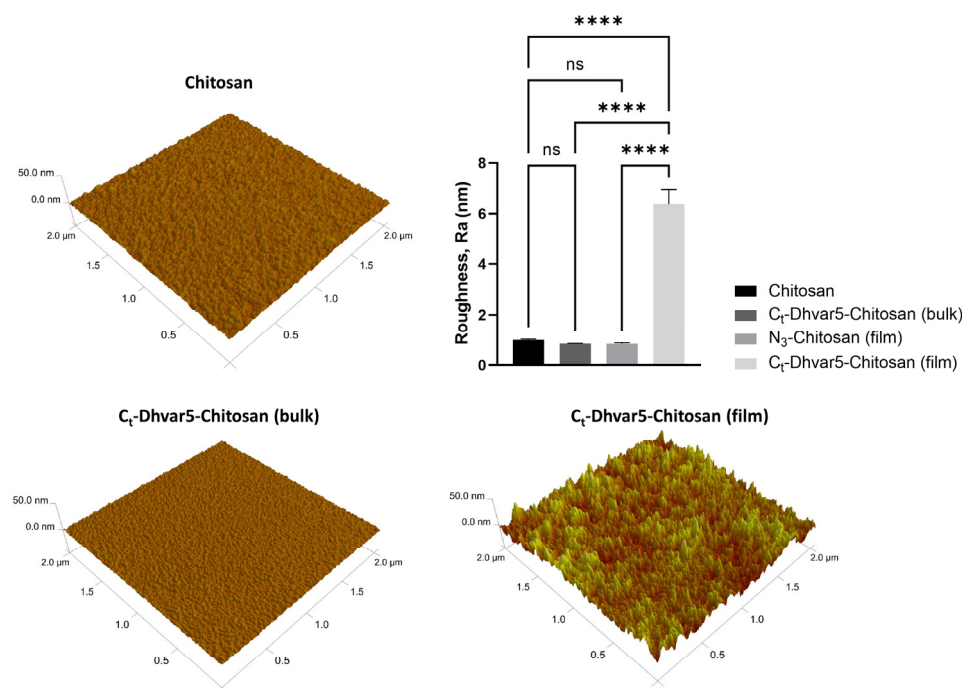 Chitosan
50.0 nm
0.0 nm
2.0 µm
1.5
1.0
0.5
2.0 µm
1.5
1.0
0.5
****
ns
****
ns
****
Roughness, Ra (nm)
8
6
4
2
0
Chitosan
Cₜ-Dhvar5-Chitosan (bulk)
N₃-Chitosan (film)
Cₜ-Dhvar5-Chitosan (film)
Cₜ-Dhvar5-Chitosan (bulk)
50.0 nm
0.0 nm
2.0 µm
1.5
1.0
0.5
2.0 µm
1.5
1.0
0.5
Cₜ-Dhvar5-Chitosan (film)
50.0 nm
0.0 nm
2.0 µm
1.5
1.0
0.5
2.0 µm
1.5
1.0
0.5